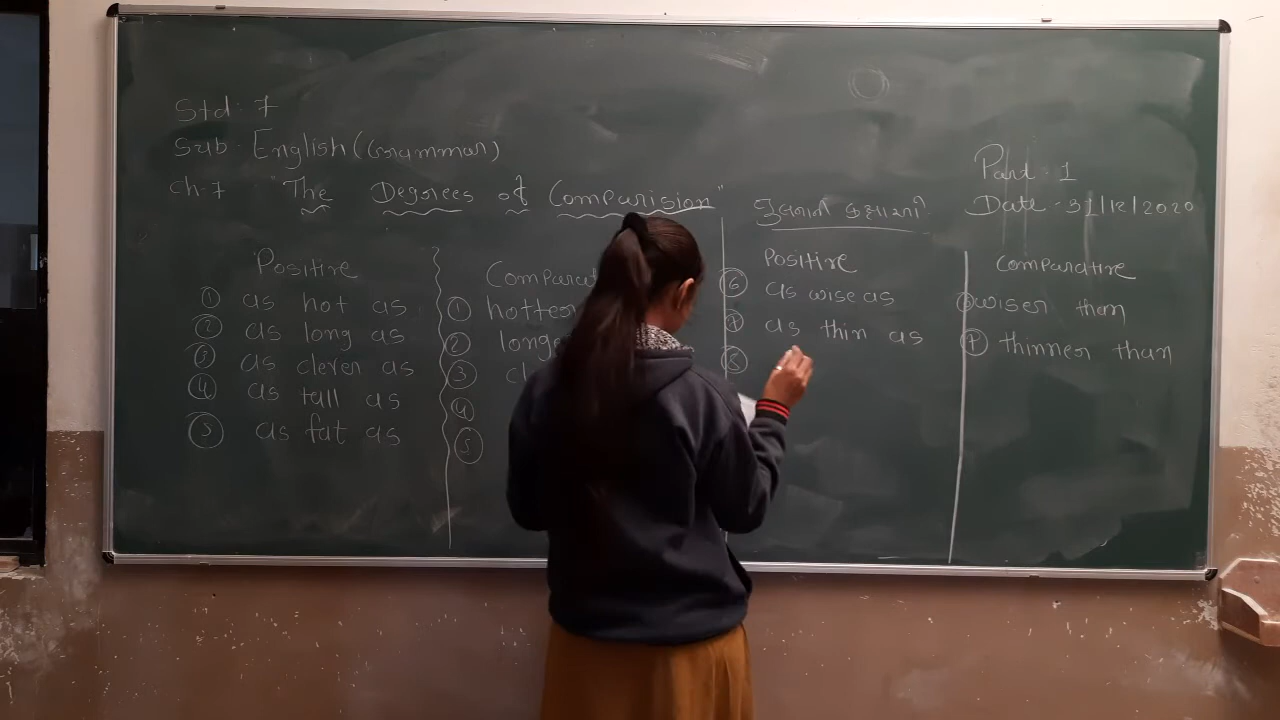 Std. 7
Sub. English (Grammar)
Ch-7 "The Degrees of Comparision"
Part. 1
Date - 31/12/2020
Positive
① as hot as
② as long as
③ as clever as
④ as tall as
⑤ as fat as
①
②
③
④
⑤
Positive
⑥ as wise as
⑦ as thin as
⑧
Comparative
⑥ wiser than
⑦ thinner than